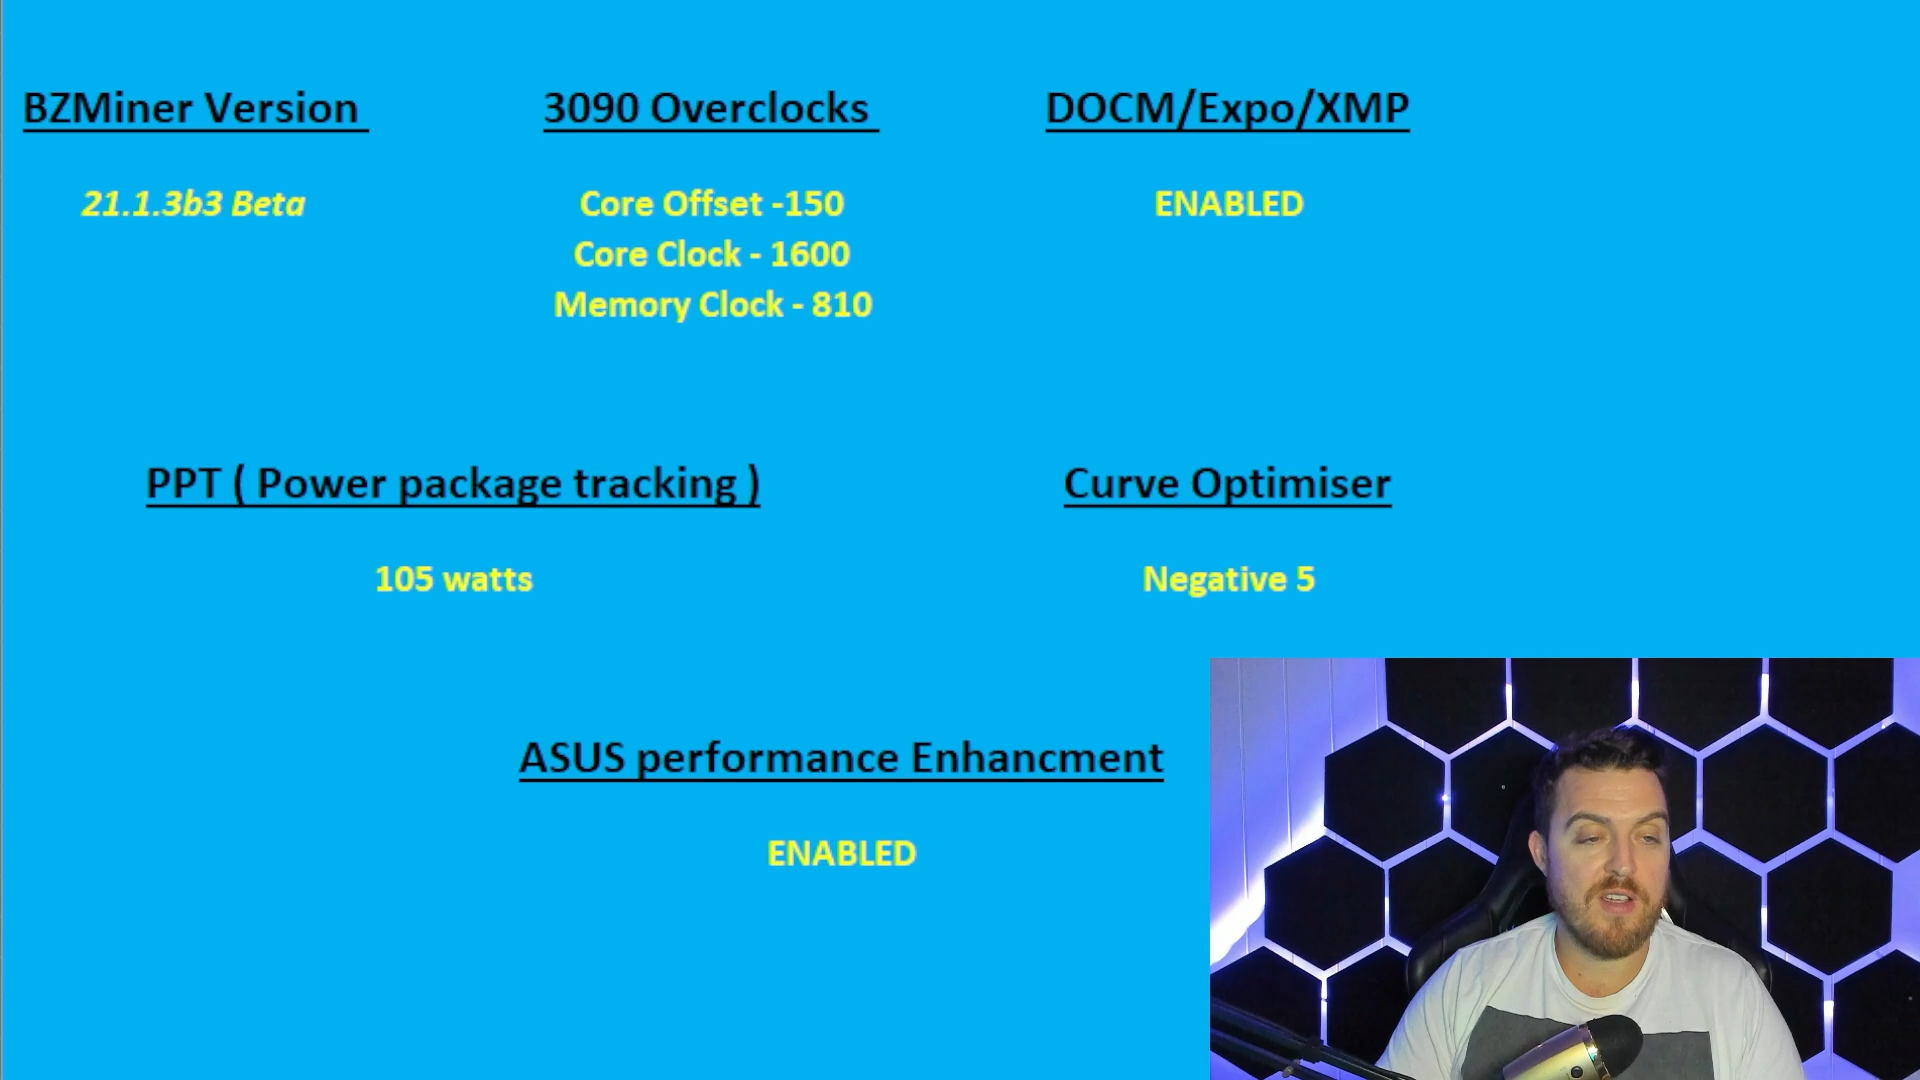 BZMiner Version
3090 Overclocks
DOCM/Expo/XMP
21.1.3b3 Beta
Core Offset -150
ENABLED
Core Clock - 1600
Memory Clock - 810
PPT ( Power package tracking )
Curve Optimiser
105 watts
Negative 5
ASUS performance Enhancment
ENABLED